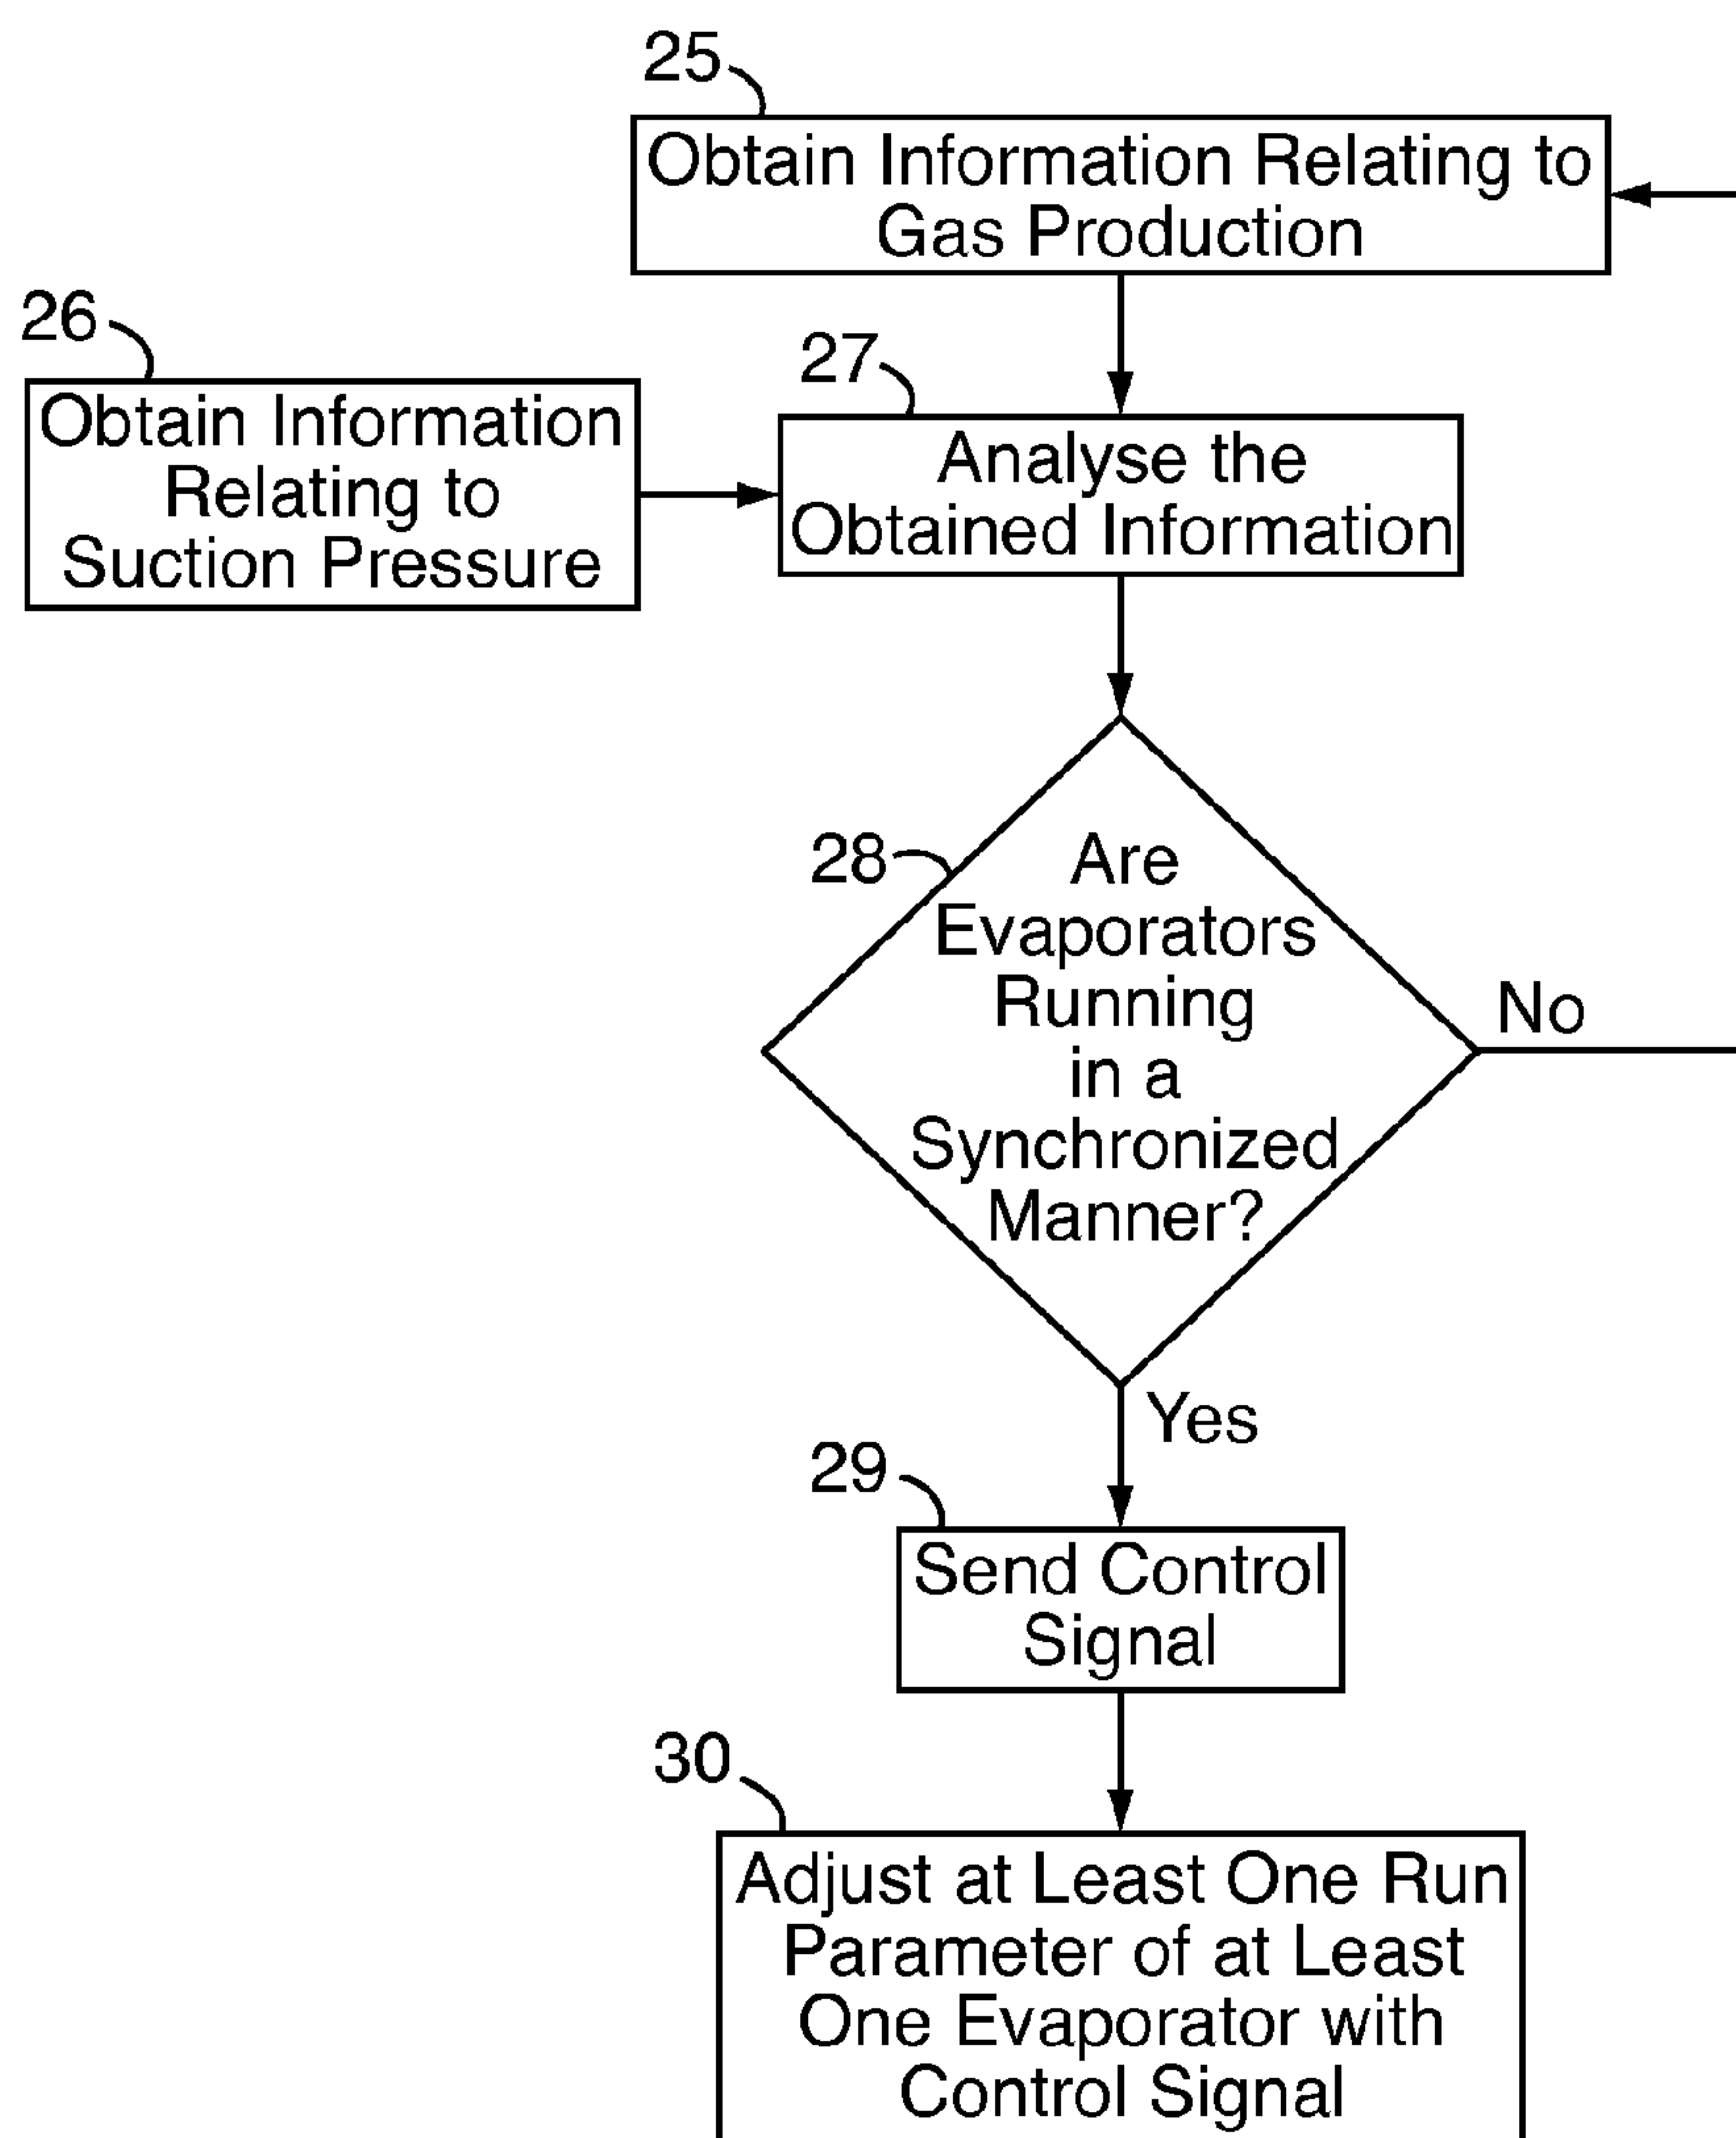 25
Obtain Information Relating to
Gas Production
26
Obtain Information
Relating to
Suction Pressure
27
Analyse the
Obtained Information
28
Are
Evaporators
Running
in a
Synchronized
Manner?
No
Yes
29
Send Control
Signal
30
Adjust at Least One Run
Parameter of at Least
One Evaporator with
Control Signal